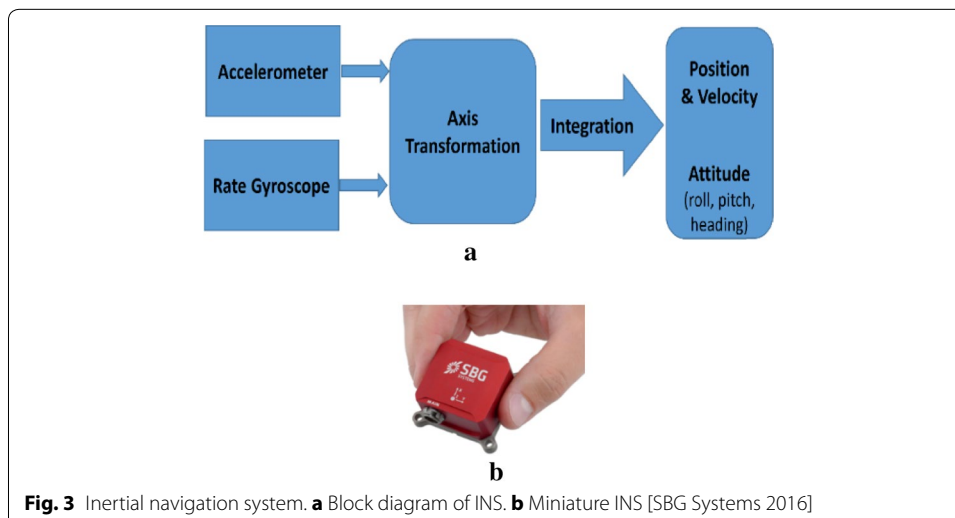 Accelerometer
Rate Gyroscope
Axis
Transformation
Integration
Position
& Velocity
Attitude
(roll, pitch,
heading)
a
SBG
SYSTEMS
b
Fig. 3 Inertial navigation system. a Block diagram of INS. b Miniature INS [SBG Systems 2016]